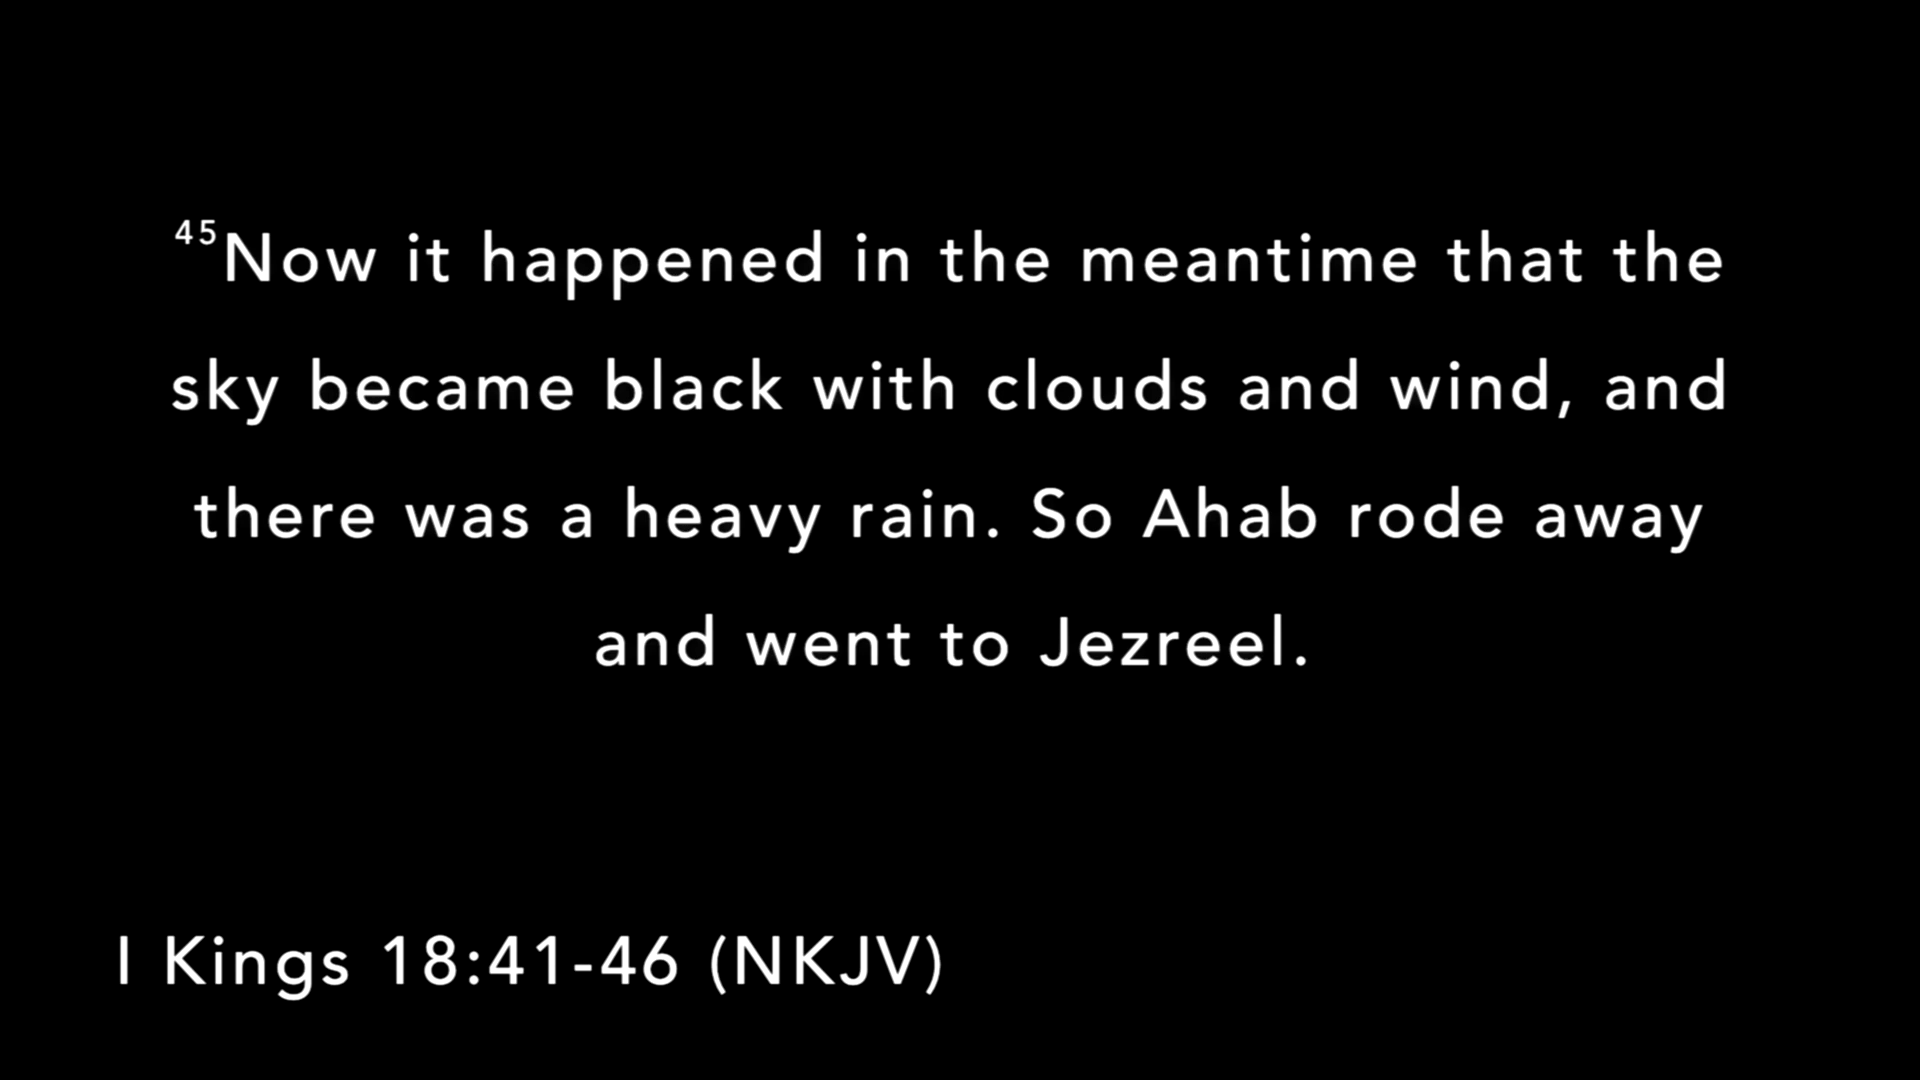 ⁴⁵Now it happened in the meantime that the
sky became black with clouds and wind, and
there was a heavy rain. So Ahab rode away
and went to Jezreel.
I Kings 18:41-46 (NKJV)